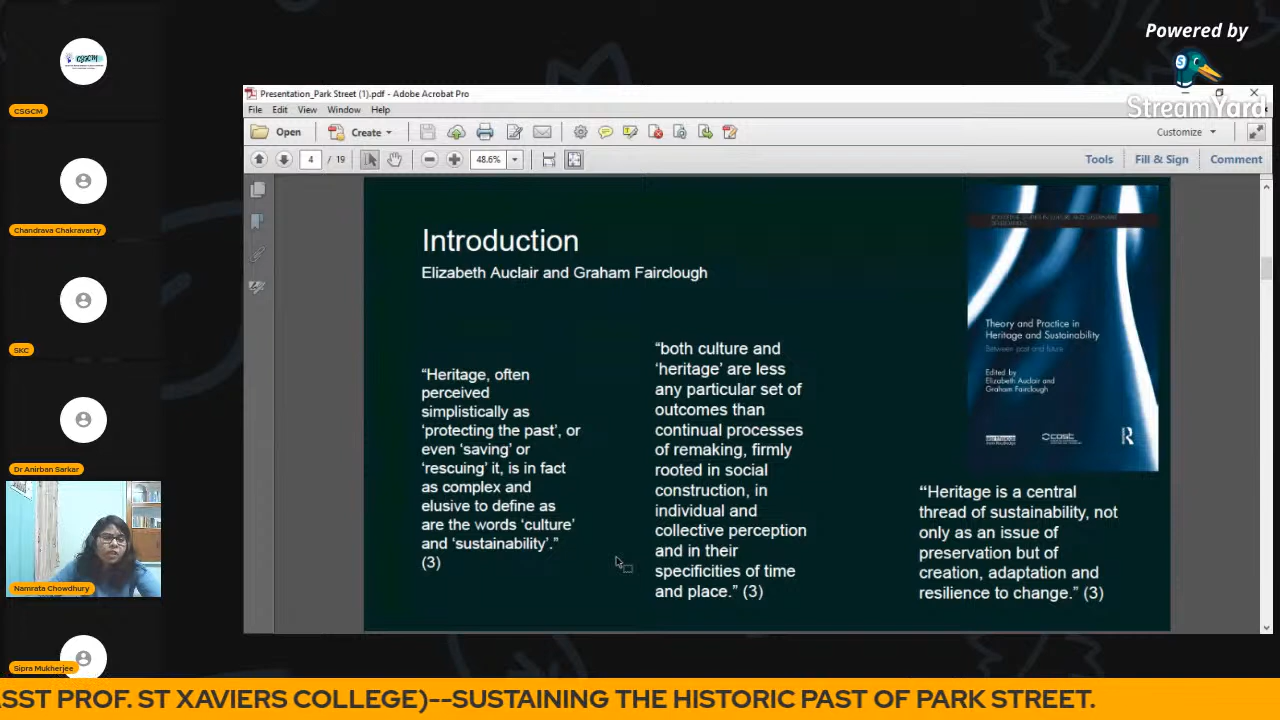 Powered by
StreamYard
CSGCM
Chandrava Chakravarty
SKC
Dr Anirban Sarkar
Namrata Chowdhury
Sipra Mukherjee
Presentation_Park Street (1).pdf - Adobe Acrobat Pro
File Edit View Window Help
Open Create Customize
4 / 19 48.6% Tools Fill & Sign Comment
Introduction
Elizabeth Auclair and Graham Fairclough
“Heritage, often
perceived
simplistically as
‘protecting the past’, or
even ‘saving’ or
‘rescuing’ it, is in fact
as complex and
elusive to define as
are the words ‘culture’
and ‘sustainability’.”
(3)
“both culture and
‘heritage’ are less
any particular set of
outcomes than
continual processes
of remaking, firmly
rooted in social
construction, in
individual and
collective perception
and in their
specificities of time
and place.” (3)
Theory and Practice in
Heritage and Sustainability
Between past and future
Edited by
Elizabeth Auclair and
Graham Fairclough
cost
R
“Heritage is a central
thread of sustainability, not
only as an issue of
preservation but of
creation, adaptation and
resilience to change.” (3)
ASST PROF. ST XAVIERS COLLEGE)--SUSTAINING THE HISTORIC PAST OF PARK STREET.